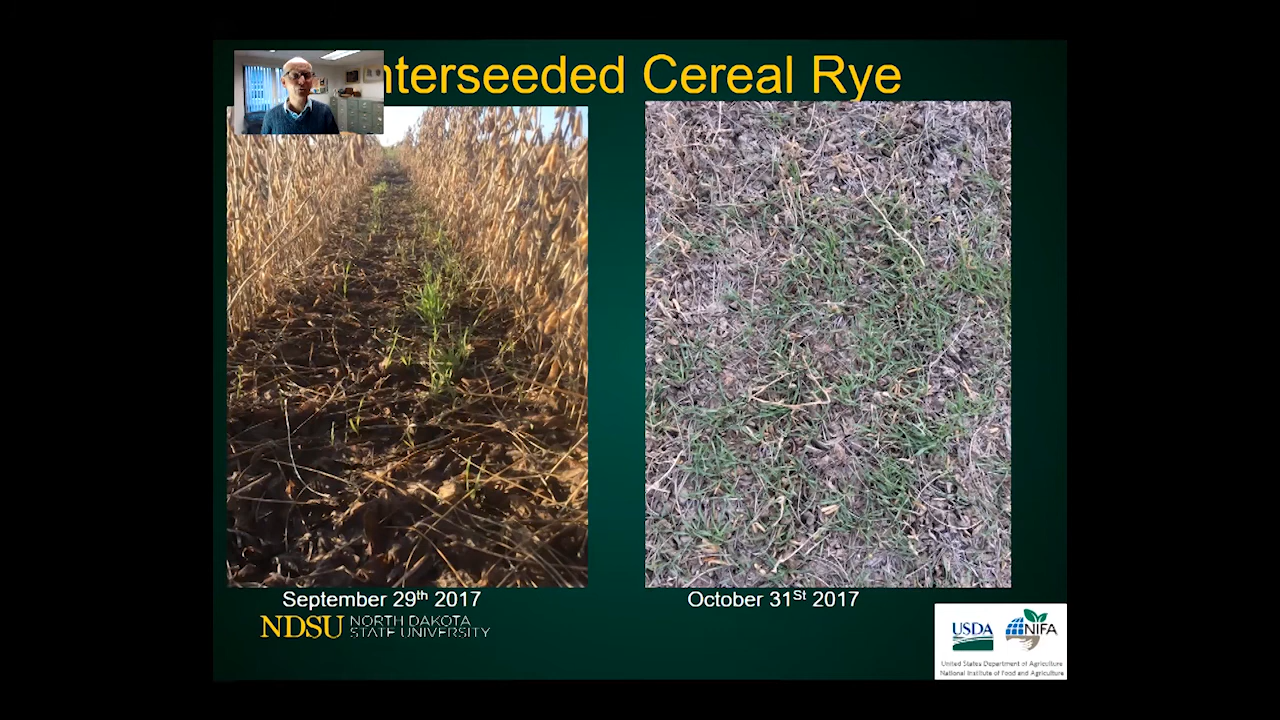 nterseeded Cereal Rye
September 29th 2017
October 31St 2017
NDSU NORTH DAKOTA
STATE UNIVERSITY
USDA NIFA
United States Department of Agriculture
National Institute of Food and Agriculture